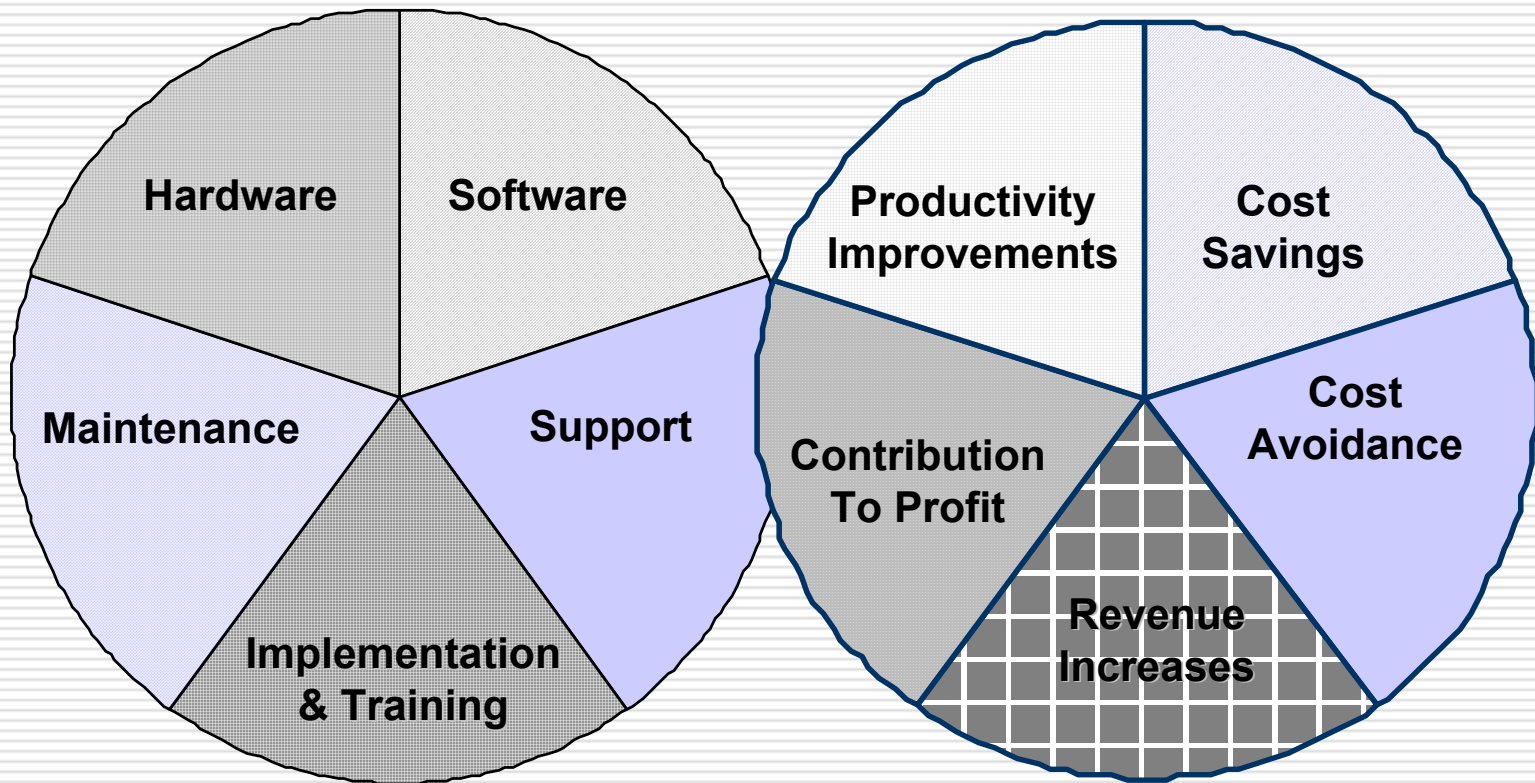 Hardware
Software
Maintenance
Support
Implementation
& Training
Productivity
Improvements
Cost
Savings
Contribution
To Profit
Cost
Avoidance
Revenue
Increases